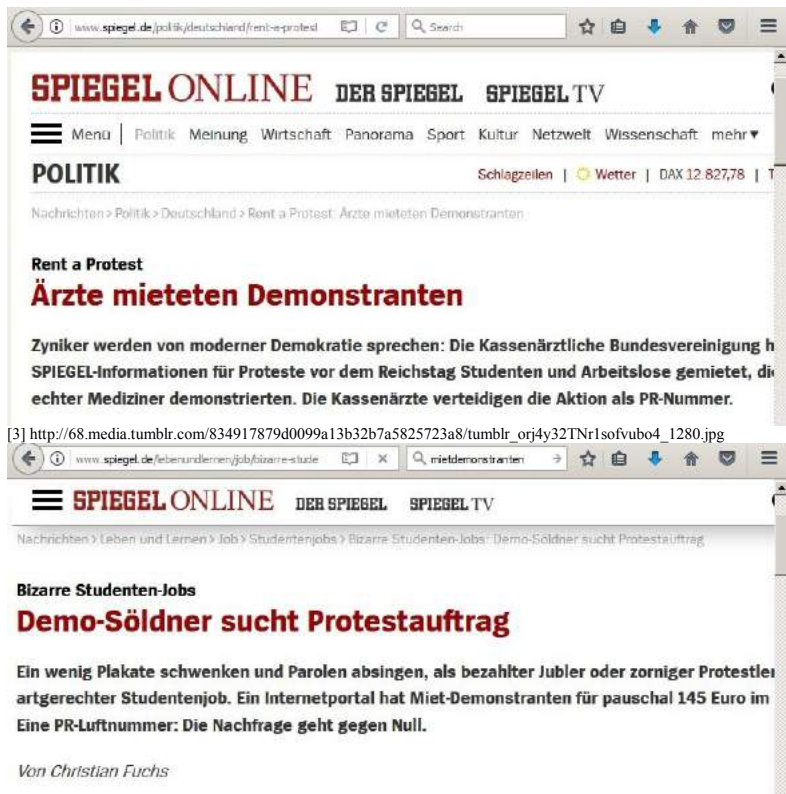 www.spiegel.de/politik/deutschland/rent-a-protest Search
SPIEGEL ONLINE DER SPIEGEL SPIEGEL TV
Menü | Politik Meinung Wirtschaft Panorama Sport Kultur Netzwelt Wissenschaft mehr▼
POLITIK Schlagzeilen | Wetter | DAX 12.827,78 | T
Nachrichten > Politik > Deutschland > Rent a Protest: Ärzte mieteten Demonstranten
Rent a Protest
Ärzte mieteten Demonstranten
Zyniker werden von moderner Demokratie sprechen: Die Kassenärztliche Bundesvereinigung h
SPIEGEL-Informationen für Proteste vor dem Reichstag Studenten und Arbeitslose gemietet, di
echter Mediziner demonstrierten. Die Kassenärzte verteidigen die Aktion als PR-Nummer.
[3] http://68.media.tumblr.com/834917879d0099a13b32b7a5825723a8/tumblr_orj4y32TNr1sofvubo4_1280.jpg
www.spiegel.de/lebenundlernen/job/bizarre-stude mietdemonstranten
SPIEGEL ONLINE DER SPIEGEL SPIEGEL TV
Nachrichten > Leben und Lernen > Job > Studentenjobs > Bizarre Studenten-Jobs: Demo-Söldner sucht Protestauftrag
Bizarre Studenten-Jobs
Demo-Söldner sucht Protestauftrag
Ein wenig Plakate schwenken und Parolen absingen, als bezahlter Jubler oder zorniger Protestler
artgerechter Studentenjob. Ein Internetportal hat Miet-Demonstranten für pauschal 145 Euro im
Eine PR-Luftnummer: Die Nachfrage geht gegen Null.
Von Christian Fuchs